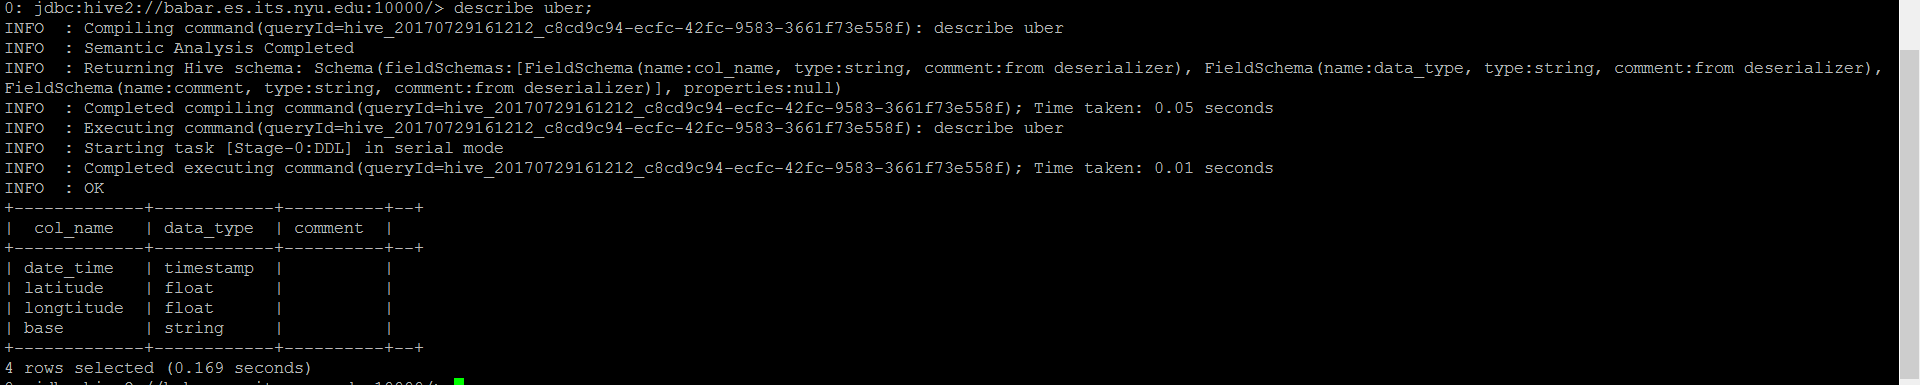 0: jdbc:hive2://babar.es.its.nyu.edu:10000/> describe uber;
INFO  : Compiling command(queryId=hive_20170729161212_c8cd9c94-ecfc-42fc-9583-3661f73e558f): describe uber
INFO  : Semantic Analysis Completed
INFO  : Returning Hive schema: Schema(fieldSchemas:[FieldSchema(name:col_name, type:string, comment:from deserializer), FieldSchema(name:data_type, type:string, comment:from deserializer),
FieldSchema(name:comment, type:string, comment:from deserializer)], properties:null)
INFO  : Completed compiling command(queryId=hive_20170729161212_c8cd9c94-ecfc-42fc-9583-3661f73e558f); Time taken: 0.05 seconds
INFO  : Executing command(queryId=hive_20170729161212_c8cd9c94-ecfc-42fc-9583-3661f73e558f): describe uber
INFO  : Starting task [Stage-0:DDL] in serial mode
INFO  : Completed executing command(queryId=hive_20170729161212_c8cd9c94-ecfc-42fc-9583-3661f73e558f); Time taken: 0.01 seconds
INFO  : OK
+-------------+------------+----------+--+
|  col_name   | data_type  | comment  |
+-------------+------------+----------+--+
| date_time   | timestamp  |          |
| latitude    | float      |          |
| longtitude  | float      |          |
| base        | string     |          |
+-------------+------------+----------+--+
4 rows selected (0.169 seconds)